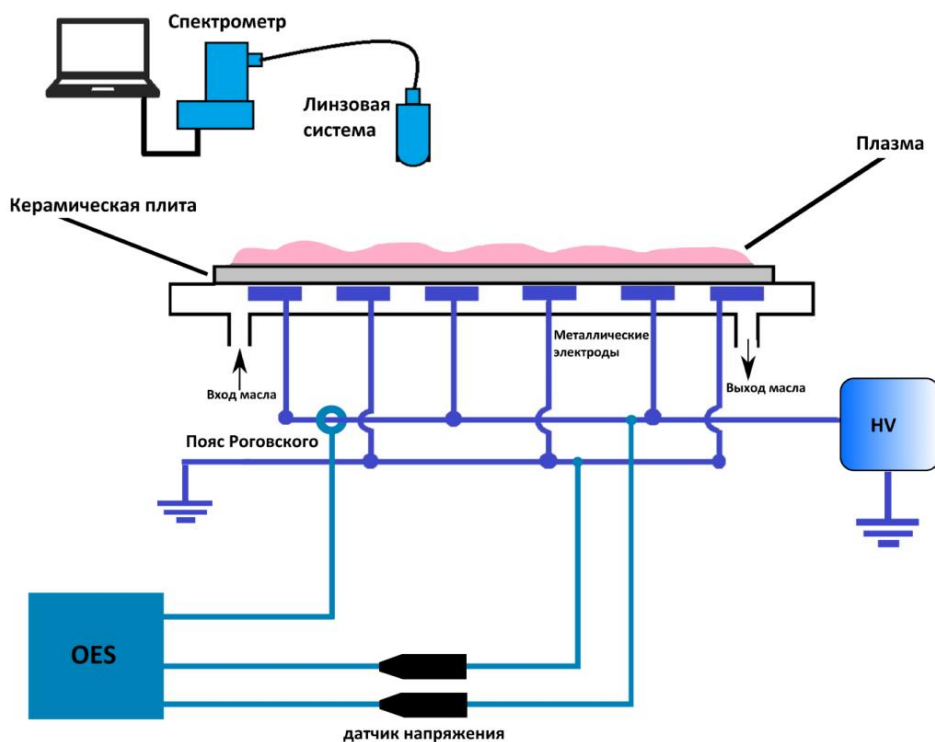 Спектрометр
Линзовая
система
Плазма
Керамическая плита
Металлические
электроды
Вход масла
Выход масла
HV
Пояс Роговского
OES
датчик напряжения